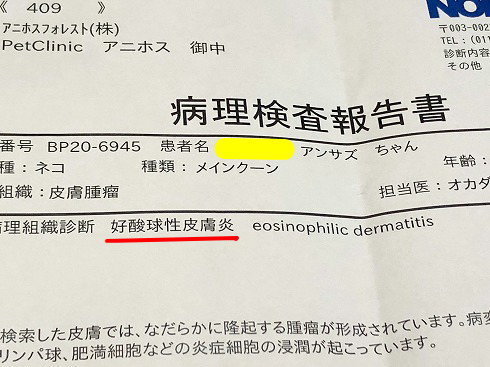 《 409 》
アニホスフォレスト(株)
PetClinic アニホス 御中
〒003-002
TEL：(011
診断内容
その他
病理検査報告書
番号 BP20-6945 患者名 アンサズ ちゃん
種：ネコ 種類：メインクーン 年齢：
組織：皮膚腫瘤 担当医：オカダ
病理組織診断 好酸球性皮膚炎 eosinophilic dermatitis
検索した皮膚では、なだらかに隆起する腫瘤が形成されています。病変
リンパ球、肥満細胞などの炎症細胞の浸潤が起こっています。